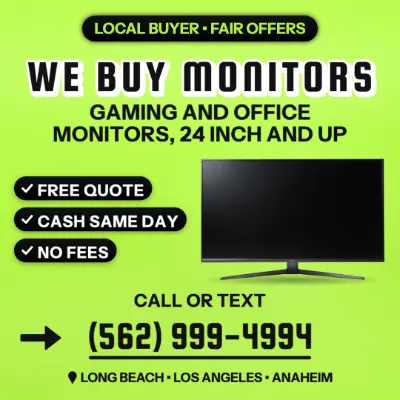 LOCAL BUYER • FAIR OFFERS
WE BUY MONITORS
GAMING AND OFFICE
MONITORS, 24 INCH AND UP
FREE QUOTE
CASH SAME DAY
NO FEES
CALL OR TEXT
(562) 999-4994
LONG BEACH • LOS ANGELES • ANAHEIM